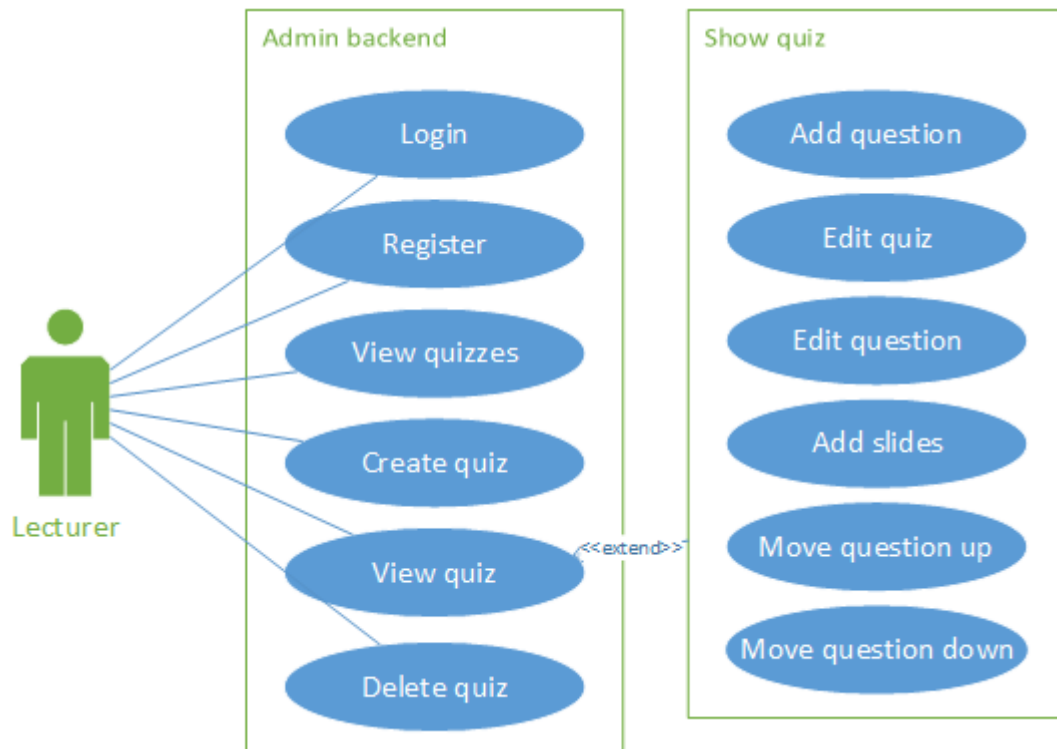 Admin backend
Login
Register
View quizzes
Create quiz
View quiz
Delete quiz
Lecturer
<<extend>>
Show quiz
Add question
Edit quiz
Edit question
Add slides
Move question up
Move question down